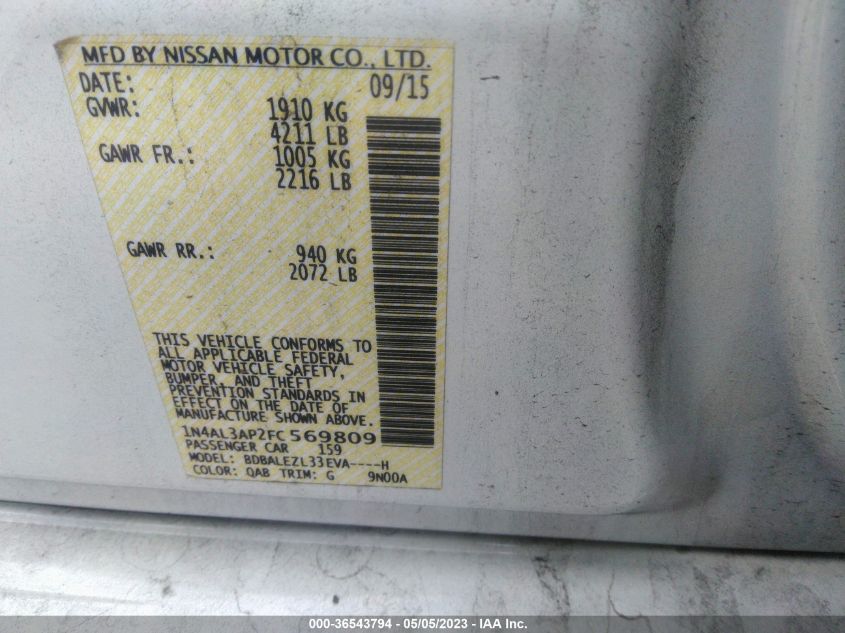 MFD BY NISSAN MOTOR CO., LTD.
DATE: 09/15
GVWR: 1910 KG
4211 LB
GAWR FR.: 1005 KG
2216 LB
GAWR RR.: 940 KG
2072 LB
THIS VEHICLE CONFORMS TO
ALL APPLICABLE FEDERAL
MOTOR VEHICLE SAFETY,
BUMPER, AND THEFT
PREVENTION STANDARDS IN
EFFECT ON THE DATE OF
MANUFACTURE SHOWN ABOVE.
1N4AL3AP2FC569809
PASSENGER CAR 159
MODEL: BDBALEZL33EVA----H
COLOR: QAB TRIM: G 9N00A
000-36543794 - 05/05/2023 - IAA Inc.